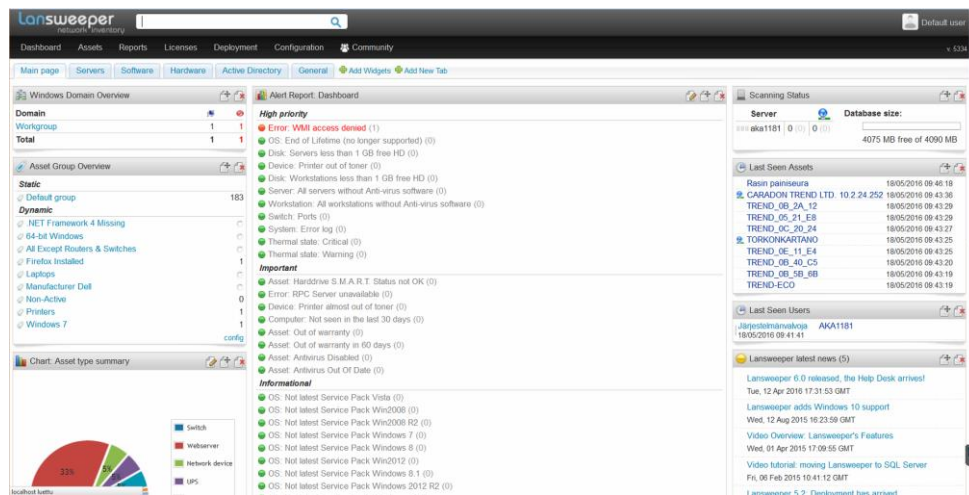 Lansweeper
network inventory
Default user
Dashboard Assets Reports Licenses Deployment Configuration Community
v. 5334
Main page Servers Software Hardware Active Directory General Add Widgets Add New Tab
Windows Domain Overview
Domain
Workgroup 1 1
Total 1 1
Asset Group Overview
Static
Default group 183
Dynamic
.NET Framework 4 Missing
64-bit Windows
All Except Routers & Switches
Firefox Installed 1
Laptops
Manufacturer Dell
Non-Active 0
Printers 1
Windows 7 1
config
Chart: Asset type summary
33%
5%
Switch
Webserver
Network device
UPS
localhost luettu
Alert Report: Dashboard
High priority
Error: WMI access denied (1)
OS: End of Lifetime (no longer supported) (0)
Disk: Servers less than 1 GB free HD (0)
Device: Printer out of toner (0)
Disk: Workstations less than 1 GB free HD (0)
Server: All servers without Anti-virus software (0)
Workstation: All workstations without Anti-virus software (0)
Switch: Ports (0)
System: Error log (0)
Thermal state: Critical (0)
Thermal state: Warning (0)
Important
Asset: Harddrive S.M.A.R.T. Status not OK (0)
Error: RPC Server unavailable (0)
Device: Printer almost out of toner (0)
Computer: Not seen in the last 30 days (0)
Asset: Out of warranty (0)
Asset: Out of warranty in 60 days (0)
Asset: Antivirus Disabled (0)
Asset: Antivirus Out Of Date (0)
Informational
OS: Not latest Service Pack Vista (0)
OS: Not latest Service Pack Win2008 (0)
OS: Not latest Service Pack Win2008 R2 (0)
OS: Not latest Service Pack Windows 7 (0)
OS: Not latest Service Pack Windows 8 (0)
OS: Not latest Service Pack Win2012 (0)
OS: Not latest Service Pack Windows 8.1 (0)
OS: Not latest Service Pack Windows 2012 R2 (0)
Scanning Status
Server Database size:
aka1181 0 (0) 0 (0)
4075 MB free of 4090 MB
Last Seen Assets
Rasin painiseura 18/05/2016 09:46:18
CARADON TREND LTD. 10.2.24.252 18/05/2016 09:43:36
TREND_0B_2A_12 18/05/2016 09:43:29
TREND_05_21_E8 18/05/2016 09:43:28
TREND_0C_20_24 18/05/2016 09:43:27
TORKONKARTANO 18/05/2016 09:43:25
TREND_0E_11_E4 18/05/2016 09:43:25
TREND_0B_40_C5 18/05/2016 09:43:20
TREND_0B_5B_6B 18/05/2016 09:43:19
TREND-ECO 18/05/2016 09:43:19
Last Seen Users
Järjestelmänvalvoja AKA1181
18/05/2016 09:41:41
Lansweeper latest news (5)
Lansweeper 6.0 released, the Help Desk arrives!
Tue, 12 Apr 2016 17:31:53 GMT
Lansweeper adds Windows 10 support
Wed, 12 Aug 2015 16:23:59 GMT
Video Overview: Lansweeper's Features
Wed, 01 Apr 2015 17:09:55 GMT
Video tutorial: moving Lansweeper to SQL Server
Fri, 06 Feb 2015 10:41:12 GMT
Lansweeper 5.2: Deployment has arrived